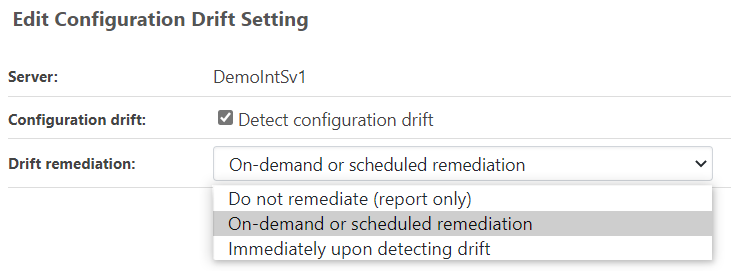 Edit Configuration Drift Setting
Server: DemoIntSv1
Configuration drift: Detect configuration drift
Drift remediation: On-demand or scheduled remediation
Do not remediate (report only)
On-demand or scheduled remediation
Immediately upon detecting drift